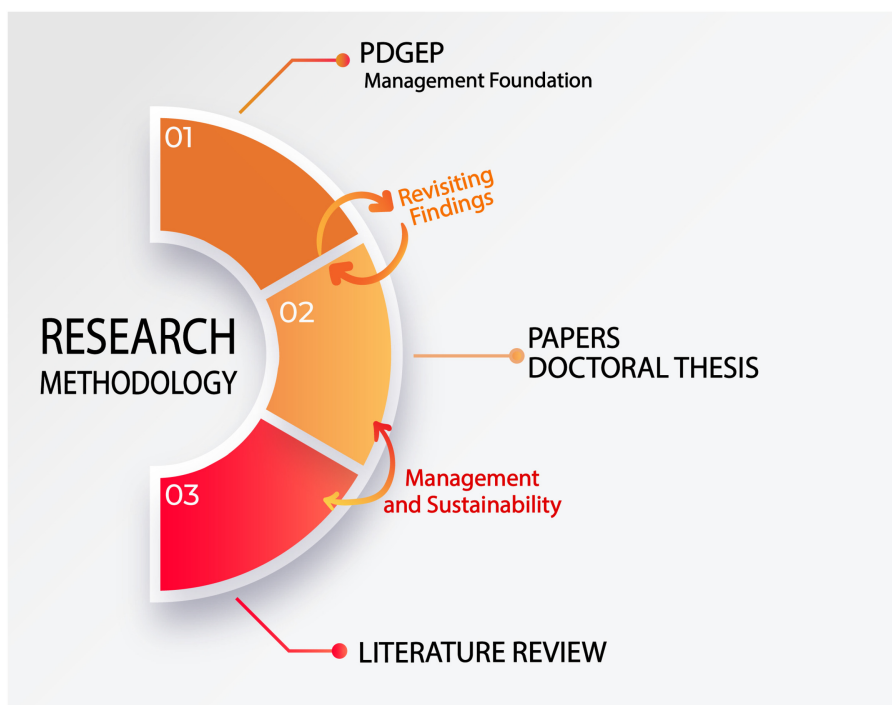 PDGEP
Management Foundation
01
Revisiting
Findings
02
RESEARCH
METHODOLOGY
PAPERS
DOCTORAL THESIS
Management
and Sustainability
03
LITERATURE REVIEW